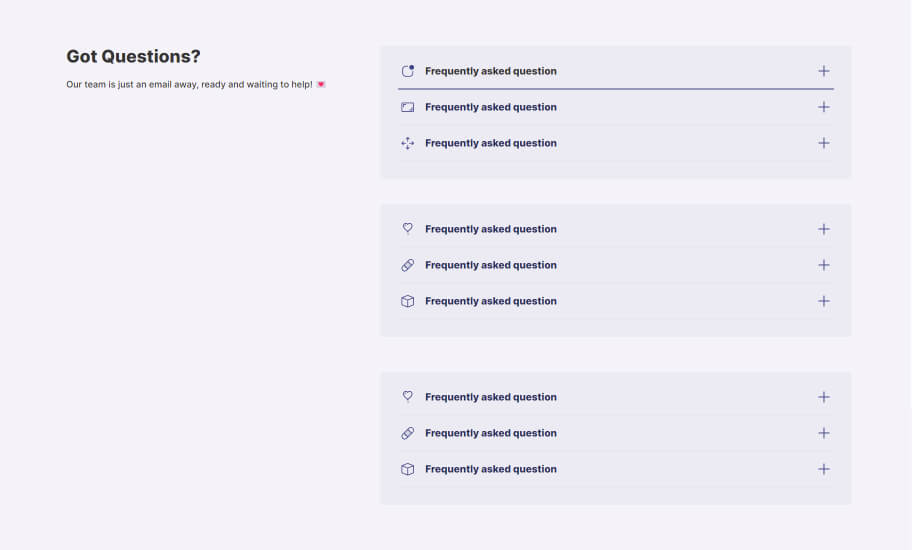 Got Questions?
Our team is just an email away, ready and waiting to help! 💌
Frequently asked question
Frequently asked question
Frequently asked question
Frequently asked question
Frequently asked question
Frequently asked question
Frequently asked question
Frequently asked question
Frequently asked question